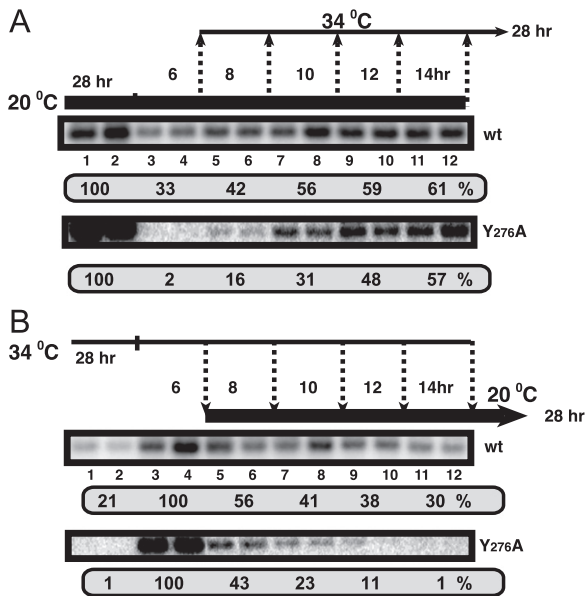 A
34 ⁰C
28 hr
28 hr 6 8 10 12 14hr
20 ⁰C
wt
1 2 3 4 5 6 7 8 9 10 11 12
100 33 42 56 59 61 %
Y276A
100 2 16 31 48 57 %
B
34 ⁰C
28 hr
6 8 10 12 14hr
20 ⁰C
28 hr
wt
1 2 3 4 5 6 7 8 9 10 11 12
21 100 56 41 38 30 %
Y276A
1 100 43 23 11 1 %